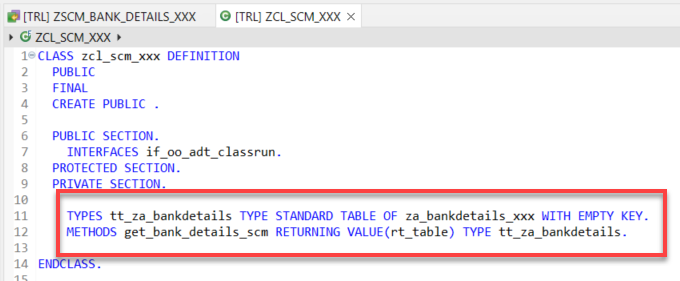 [TRL] ZSCM_BANK_DETAILS_XXX [TRL] ZCL_SCM_XXX
ZCL_SCM_XXX
1 CLASS zcl_scm_xxx DEFINITION
2 PUBLIC
3 FINAL
4 CREATE PUBLIC .
5
6 PUBLIC SECTION.
7 INTERFACES if_oo_adt_classrun.
8 PROTECTED SECTION.
9 PRIVATE SECTION.
10
11 TYPES tt_za_bankdetails TYPE STANDARD TABLE OF za_bankdetails_xxx WITH EMPTY KEY.
12 METHODS get_bank_details_scm RETURNING VALUE(rt_table) TYPE tt_za_bankdetails.
13
14 ENDCLASS.
15